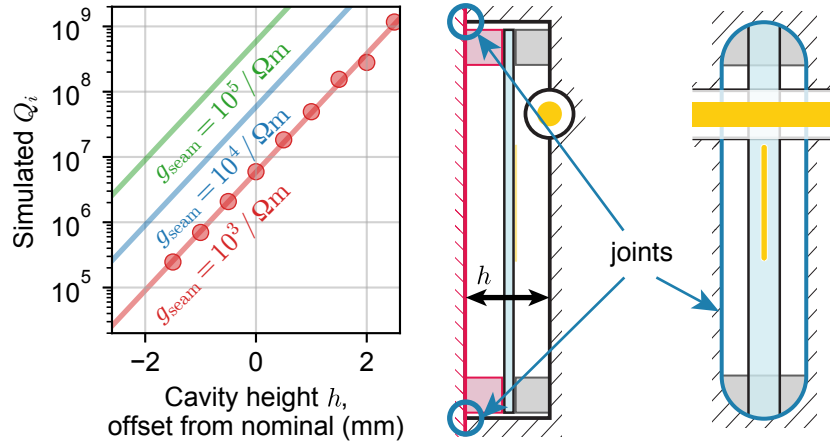 Simulated Q_i
10^9
10^8
10^7
10^6
10^5
g_seam = 10^5/Ωm
g_seam = 10^4/Ωm
g_seam = 10^3/Ωm
−2
0
2
Cavity height h,
offset from nominal (mm)
h
joints